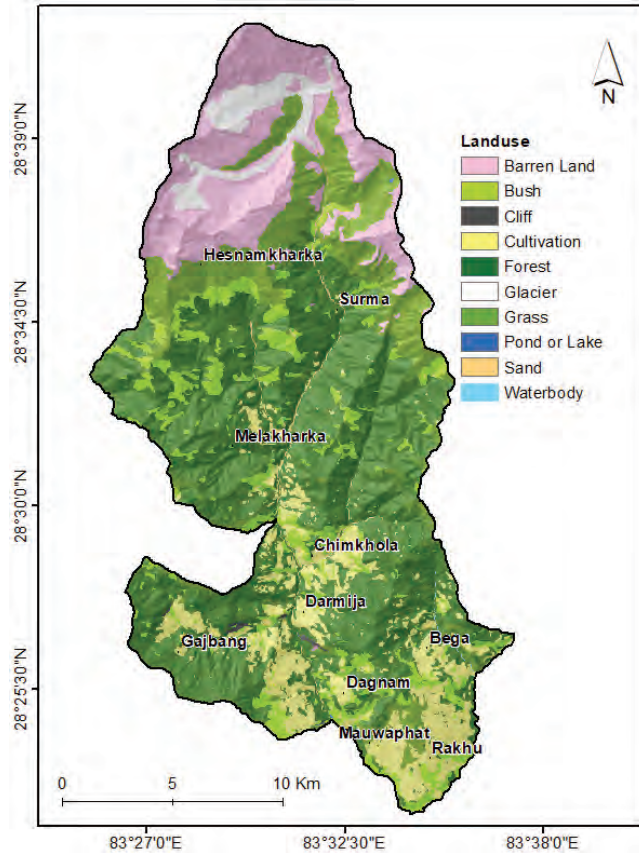 N
28°39'0"N
Landuse
Barren Land
Bush
Cliff
Cultivation
Forest
Glacier
Grass
Pond or Lake
Sand
Waterbody
Hesnamkharka
Surma
28°34'30"N
Melakharka
28°30'0"N
Chimkhola
Darmija
Gajbang
Bega
Dagnam
28°25'30"N
Mauwaphat
Rakhu
0 5 10 Km
83°27'0"E 83°32'30"E 83°38'0"E